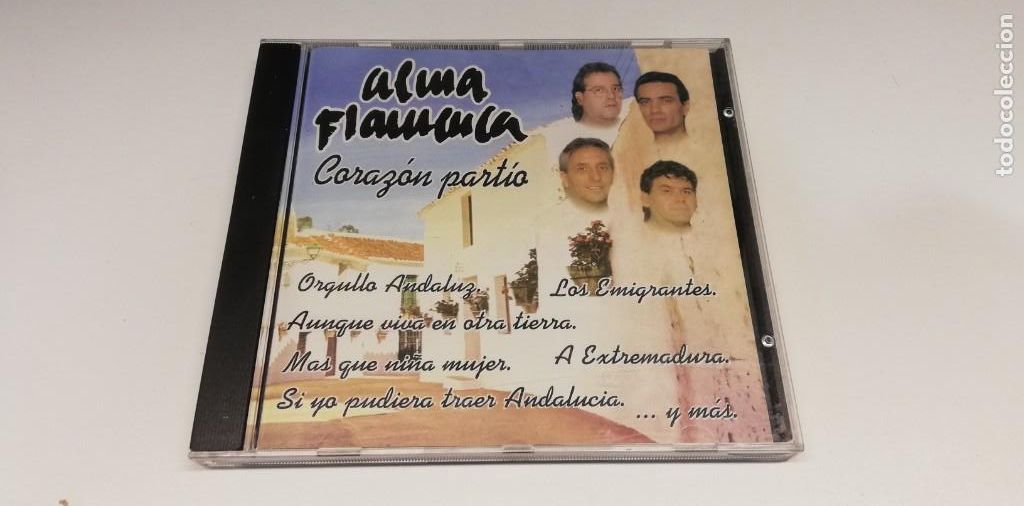 alma
Flamenca
Corazón partío
Orgullo Andaluz.
Los Emigrantes.
Aunque viva en otra tierra.
Mas que niña mujer.
A Extremadura.
Si yo pudiera traer Andalucia.
... y más.
todocoleccion